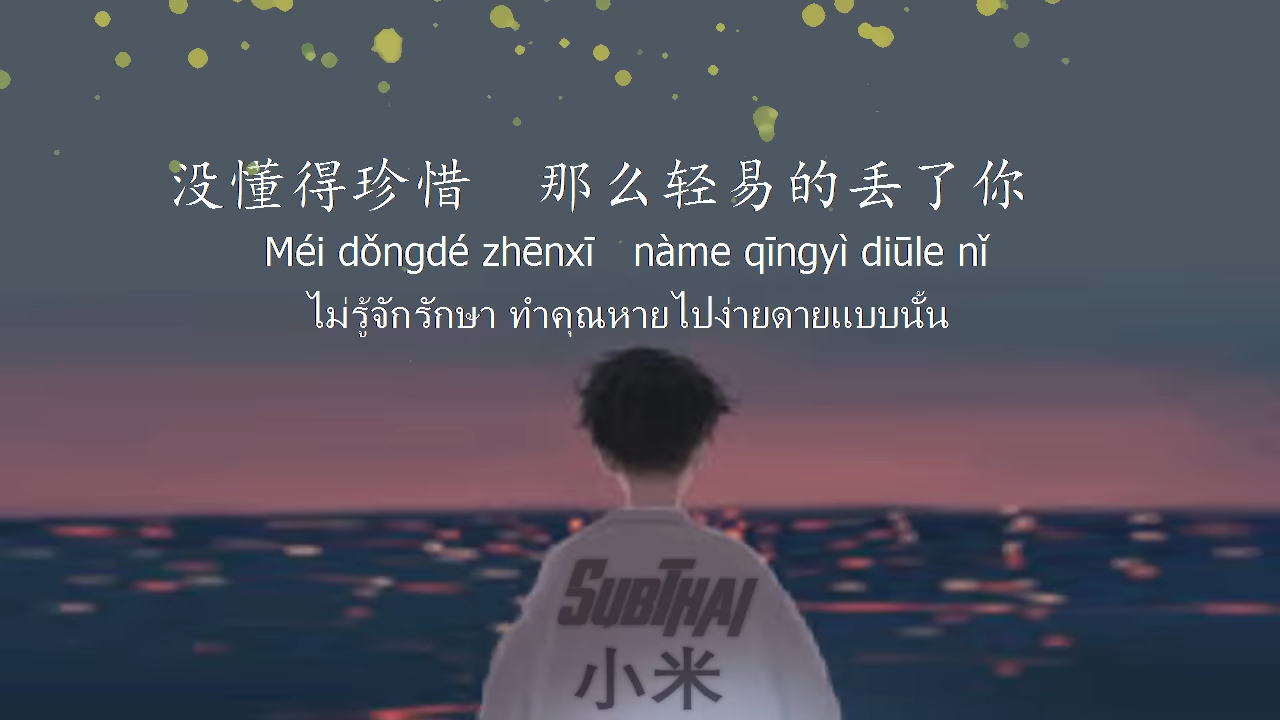 没懂得珍惜　那么轻易的丢了你
Méi dǒngdé zhēnxī　nàme qīngyì diūle nǐ
ไม่รู้จักรักษา ทำคุณหายไปง่ายดายแบบนั้น
SUBTHAI
小米